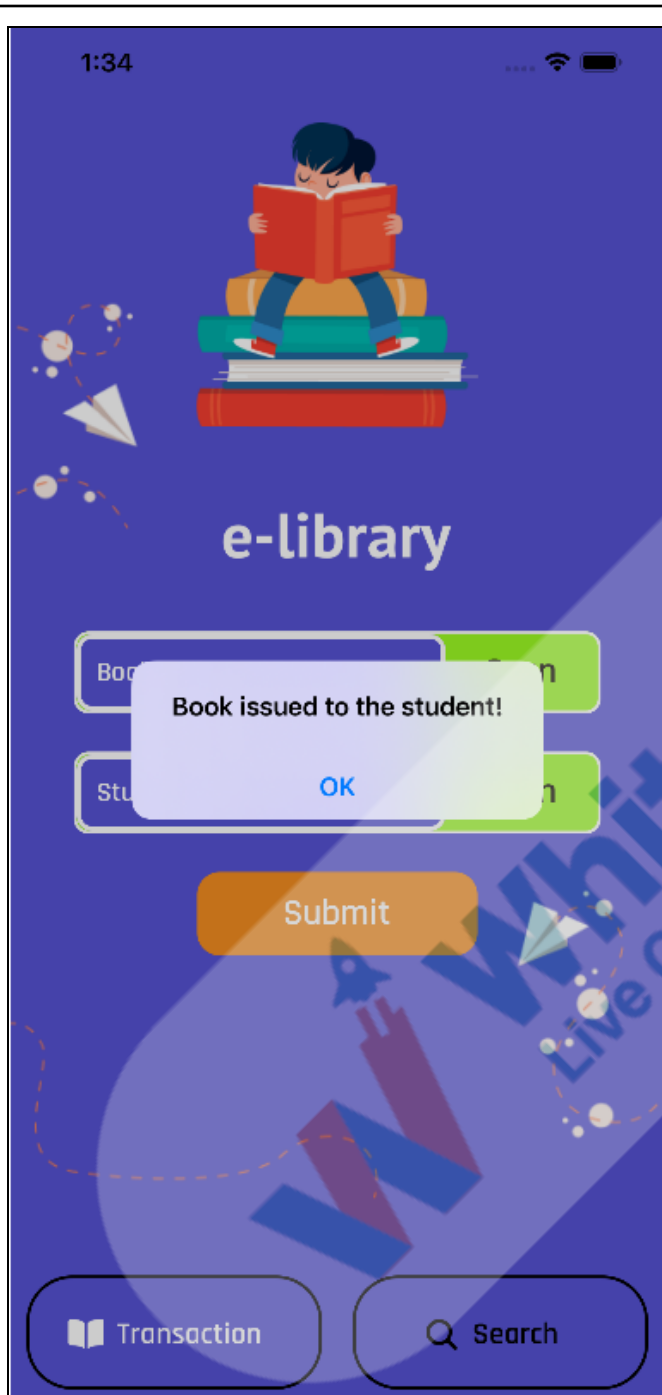 1:34
e-library
Book issued to the student!
OK
Submit
Transaction
Search